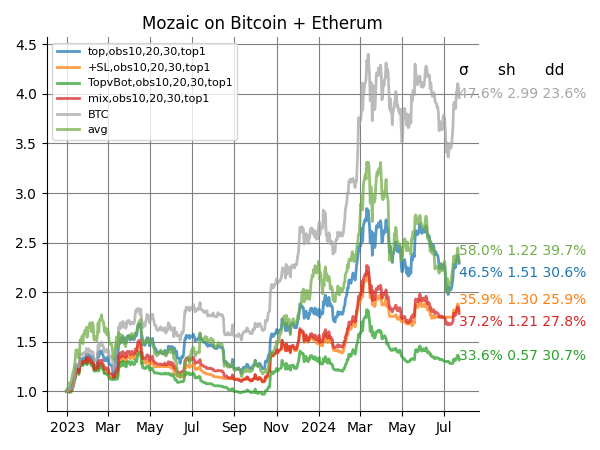 Mozaic on Bitcoin + Etherum
top,obs10,20,30,top1
+SL,obs10,20,30,top1
TopvBot,obs10,20,30,top1
mix,obs10,20,30,top1
BTC
avg
σ sh dd
47.6% 2.99 23.6%
58.0% 1.22 39.7%
46.5% 1.51 30.6%
35.9% 1.30 25.9%
37.2% 1.21 27.8%
33.6% 0.57 30.7%
4.5
4.0
3.5
3.0
2.5
2.0
1.5
1.0
2023 Mar May Jul Sep Nov 2024 Mar May Jul